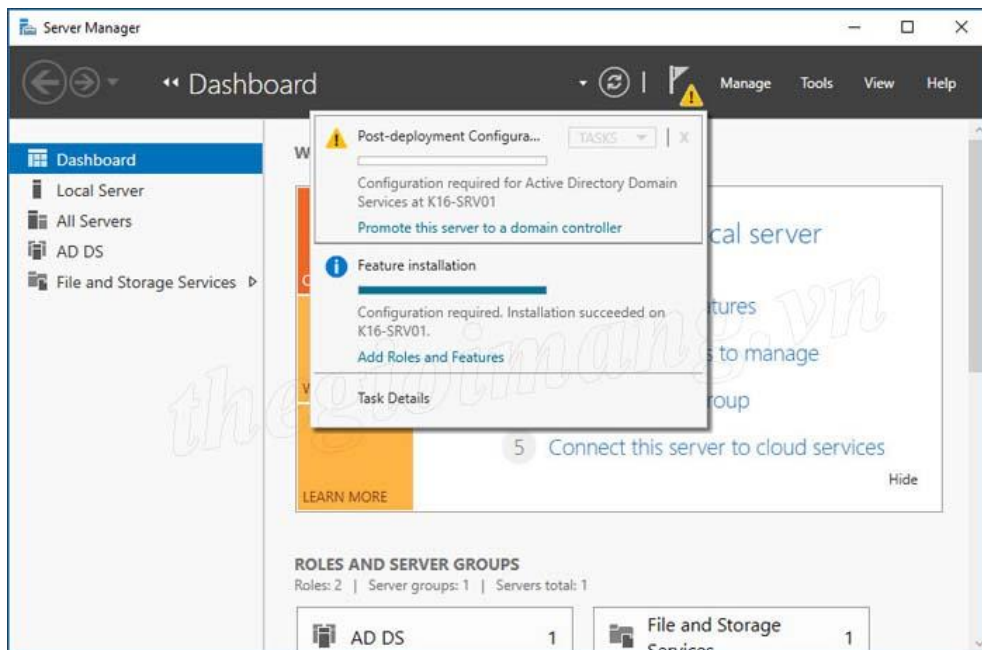 Server Manager
Dashboard
Manage Tools View Help
Dashboard
Local Server
All Servers
AD DS
File and Storage Services
Post-deployment Configura...
TASKS
X
Configuration required for Active Directory Domain
Services at K16-SRV01
Promote this server to a domain controller
Feature installation
Configuration required. Installation succeeded on
K16-SRV01.
Add Roles and Features
Task Details
W
cal server
tures
s to manage
roup
5 Connect this server to cloud services
Hide
LEARN MORE
thegioimang.vn
ROLES AND SERVER GROUPS
Roles: 2 | Server groups: 1 | Servers total: 1
AD DS 1
File and Storage 1
Services